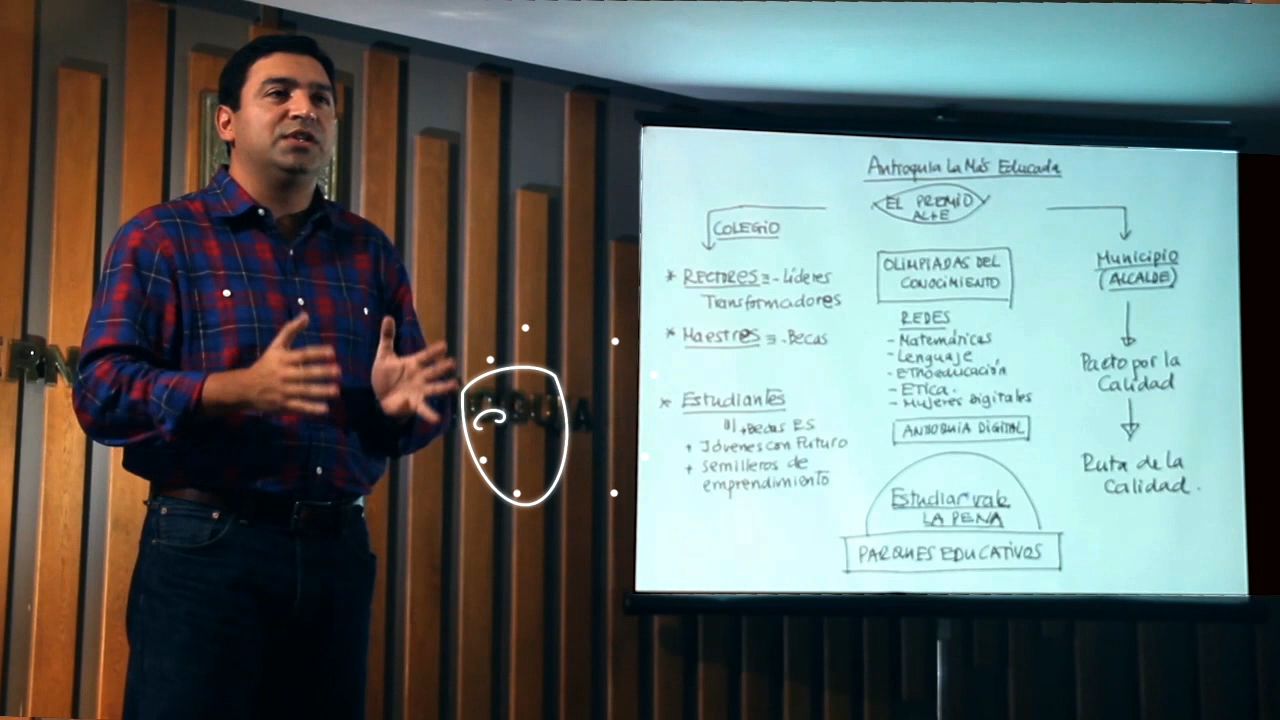 Antioquia La Más Educada
EL PREMIO
ALHE
COLEGIO
* RECTORES ≡ - Líderes
Transformadores
* Maestros ≡ - Becas
* Estudiantes
+ Becas ES
+ Jóvenes con Futuro
+ Semilleros de
emprendimiento
OLIMPIADAS DEL
CONOCIMIENTO
REDES
- Matemáticas
- Lenguaje
- Etnoeducación
- Etica.
- Mujeres Digitales
ANTIOQUIA DIGITAL
Estudiar vale
LA PENA
PARQUES EDUCATIVOS
Municipio
(ALCALDE)
Pacto por la
Calidad
Ruta de la
Calidad.